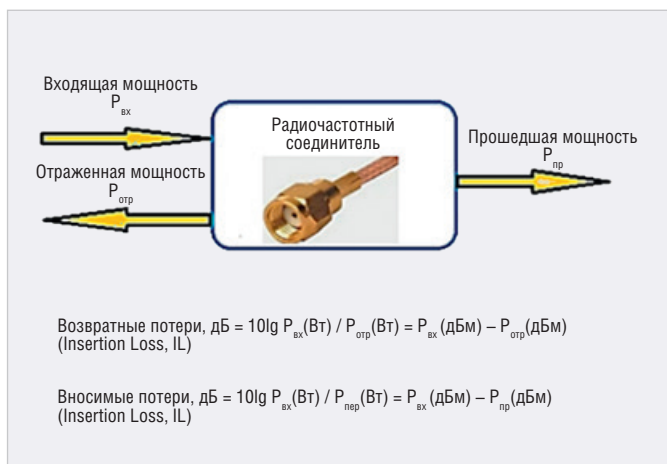 Входящая мощность
Pвх
Радиочастотный
соединитель
Прошедшая мощность
Pпр
Отраженная мощность
Pотр
Возвратные потери, дБ = 10lg Pвх(Вт) / Pотр(Вт) = Pвх (дБм) – Pотр(дБм)
(Insertion Loss, IL)
Вносимые потери, дБ = 10lg Pвх(Вт) / Pпер(Вт) = Pвх (дБм) – Pпр(дБм)
(Insertion Loss, IL)